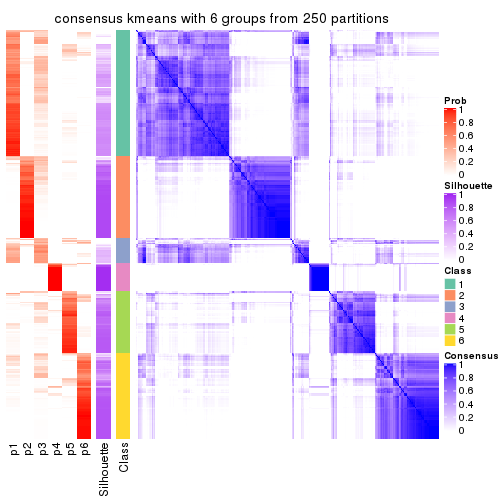 consensus kmeans with 6 groups from 250 partitions
Prob
1
0.8
0.6
0.4
0.2
0
Silhouette
1
0.8
0.6
0.4
0.2
0
Class
1
2
3
4
5
6
Consensus
1
0.8
0.6
0.4
0.2
0
p1
p2
p3
p4
p5
p6
Silhouette
Class